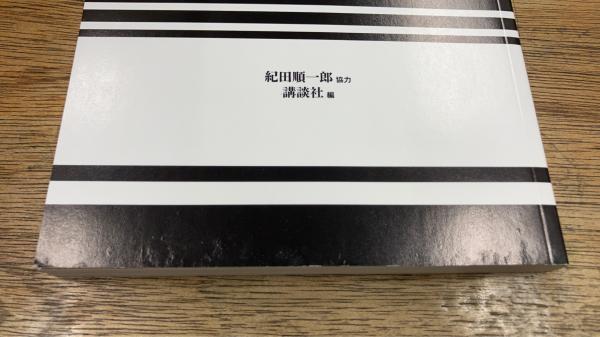 紀田順一郎 協力
講談社 編